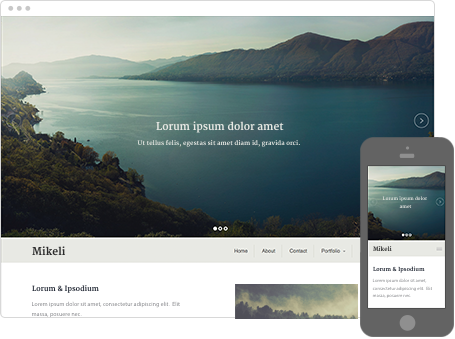 Lorum ipsum dolor amet
Ut tellus felis, egestas sit amet diam id, gravida orci.
Mikeli
Home About Contact Portfolio
Lorum & Ipsodium
Lorem ipsum dolor sit amet, consectetur adipiscing elit. Elit
massa, posuere nec.
Lorum ipsum dolor
amet
Mikeli
Lorum & Ipsodium
Lorem ipsum dolor sit amet,
consectetur adipiscing elit. Elit
massa, posuere nec.